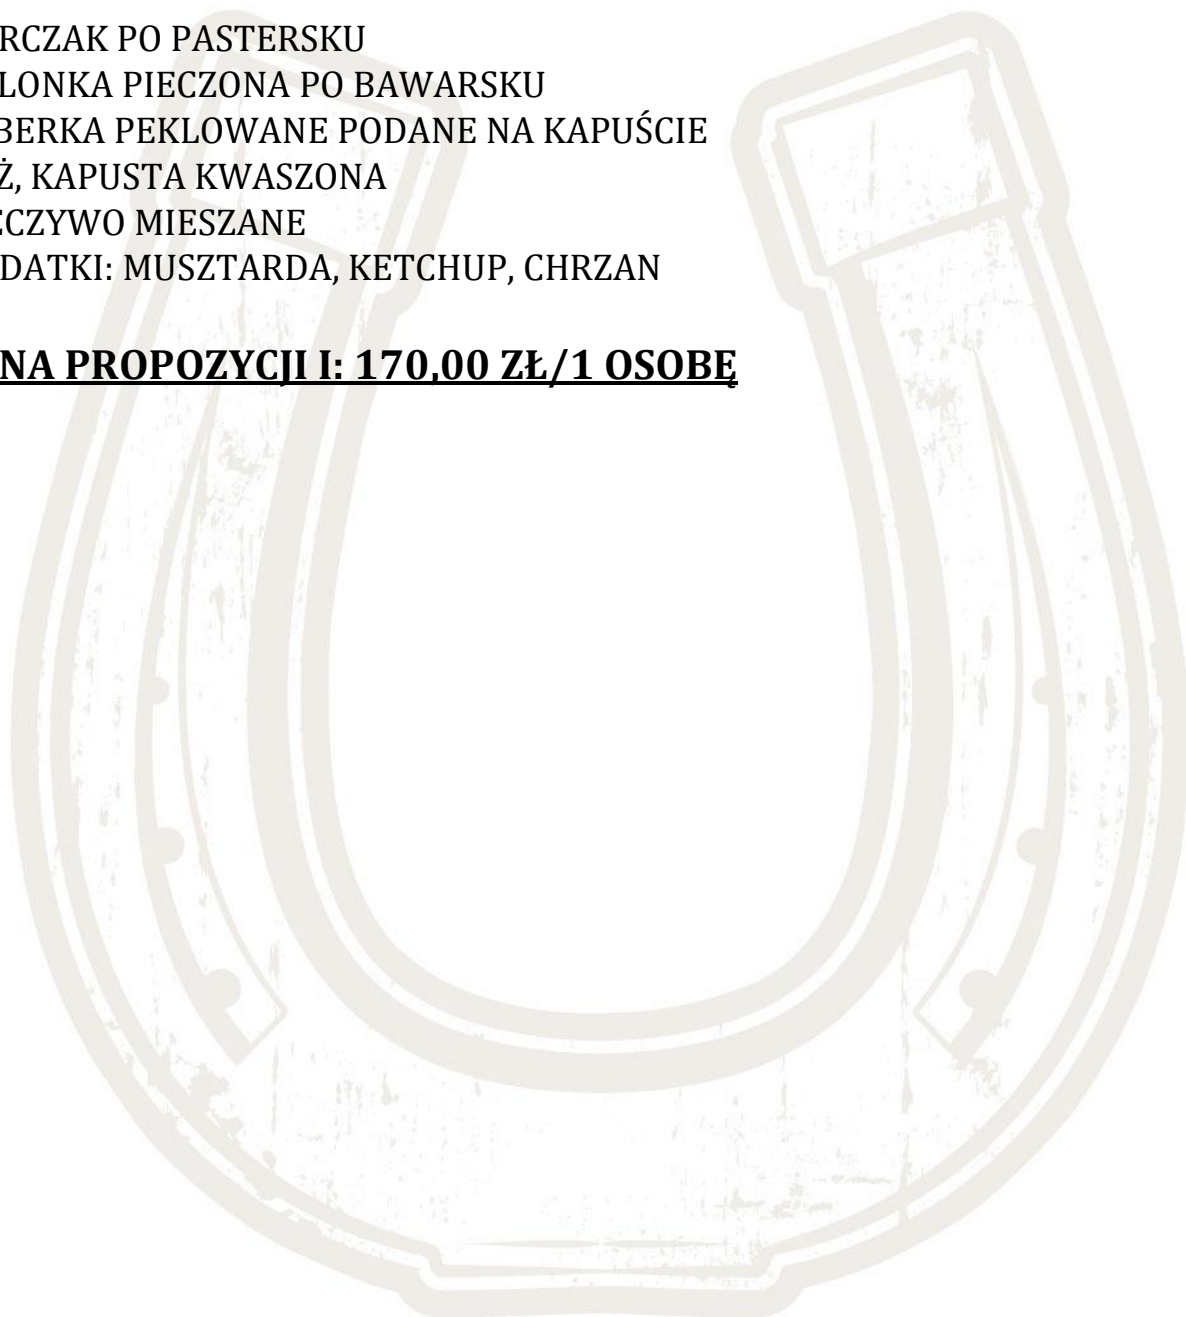 RCZAK PO PASTERSKU
LONKA PIECZONA PO BAWARSKU
BERKA PEKLOWANE PODANE NA KAPUŚCIE
Ż, KAPUSTA KWASZONA
ECZYWO MIESZANE
DATKI: MUSZTARDA, KETCHUP, CHRZAN
NA PROPOZYCJI I: 170,00 ZŁ/1 OSOBĘ